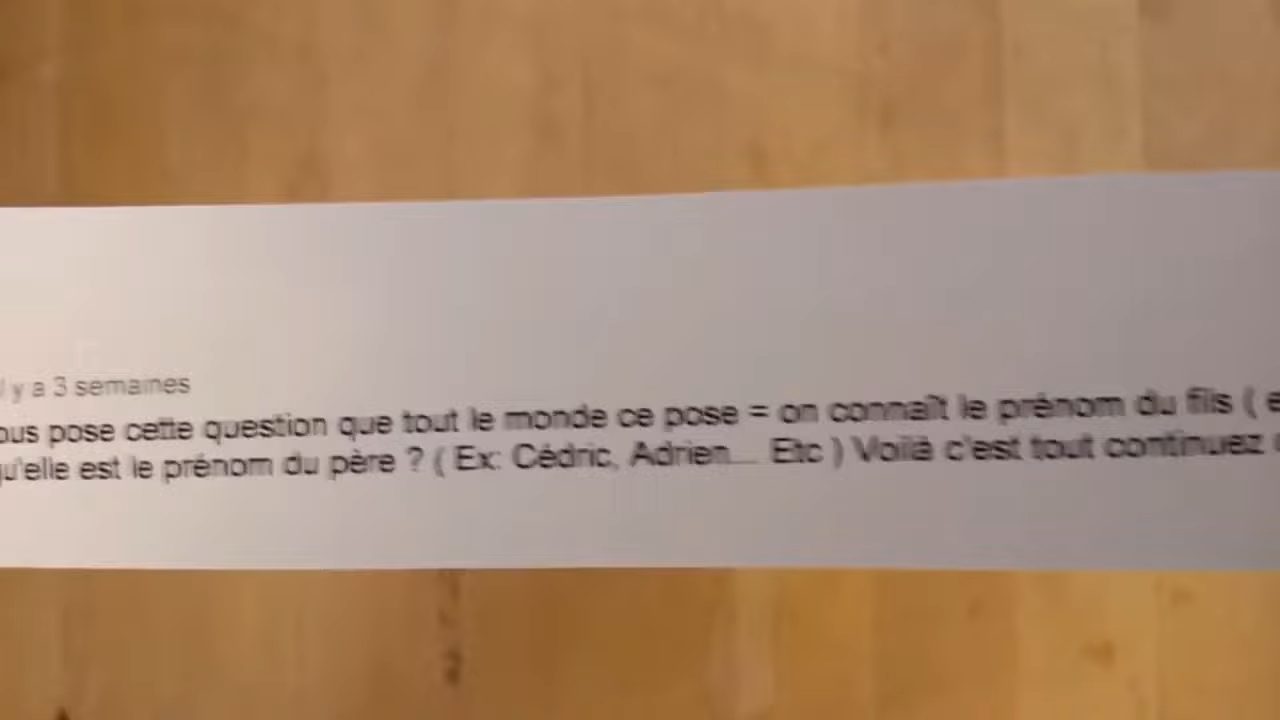 y a 3 semaines
ous pose cette question que tout le monde ce pose = on connaît le prénom du fils ( e
qu'elle est le prénom du père ? ( Ex: Cédric, Adrien... Etc ) Voilà c'est tout continuez